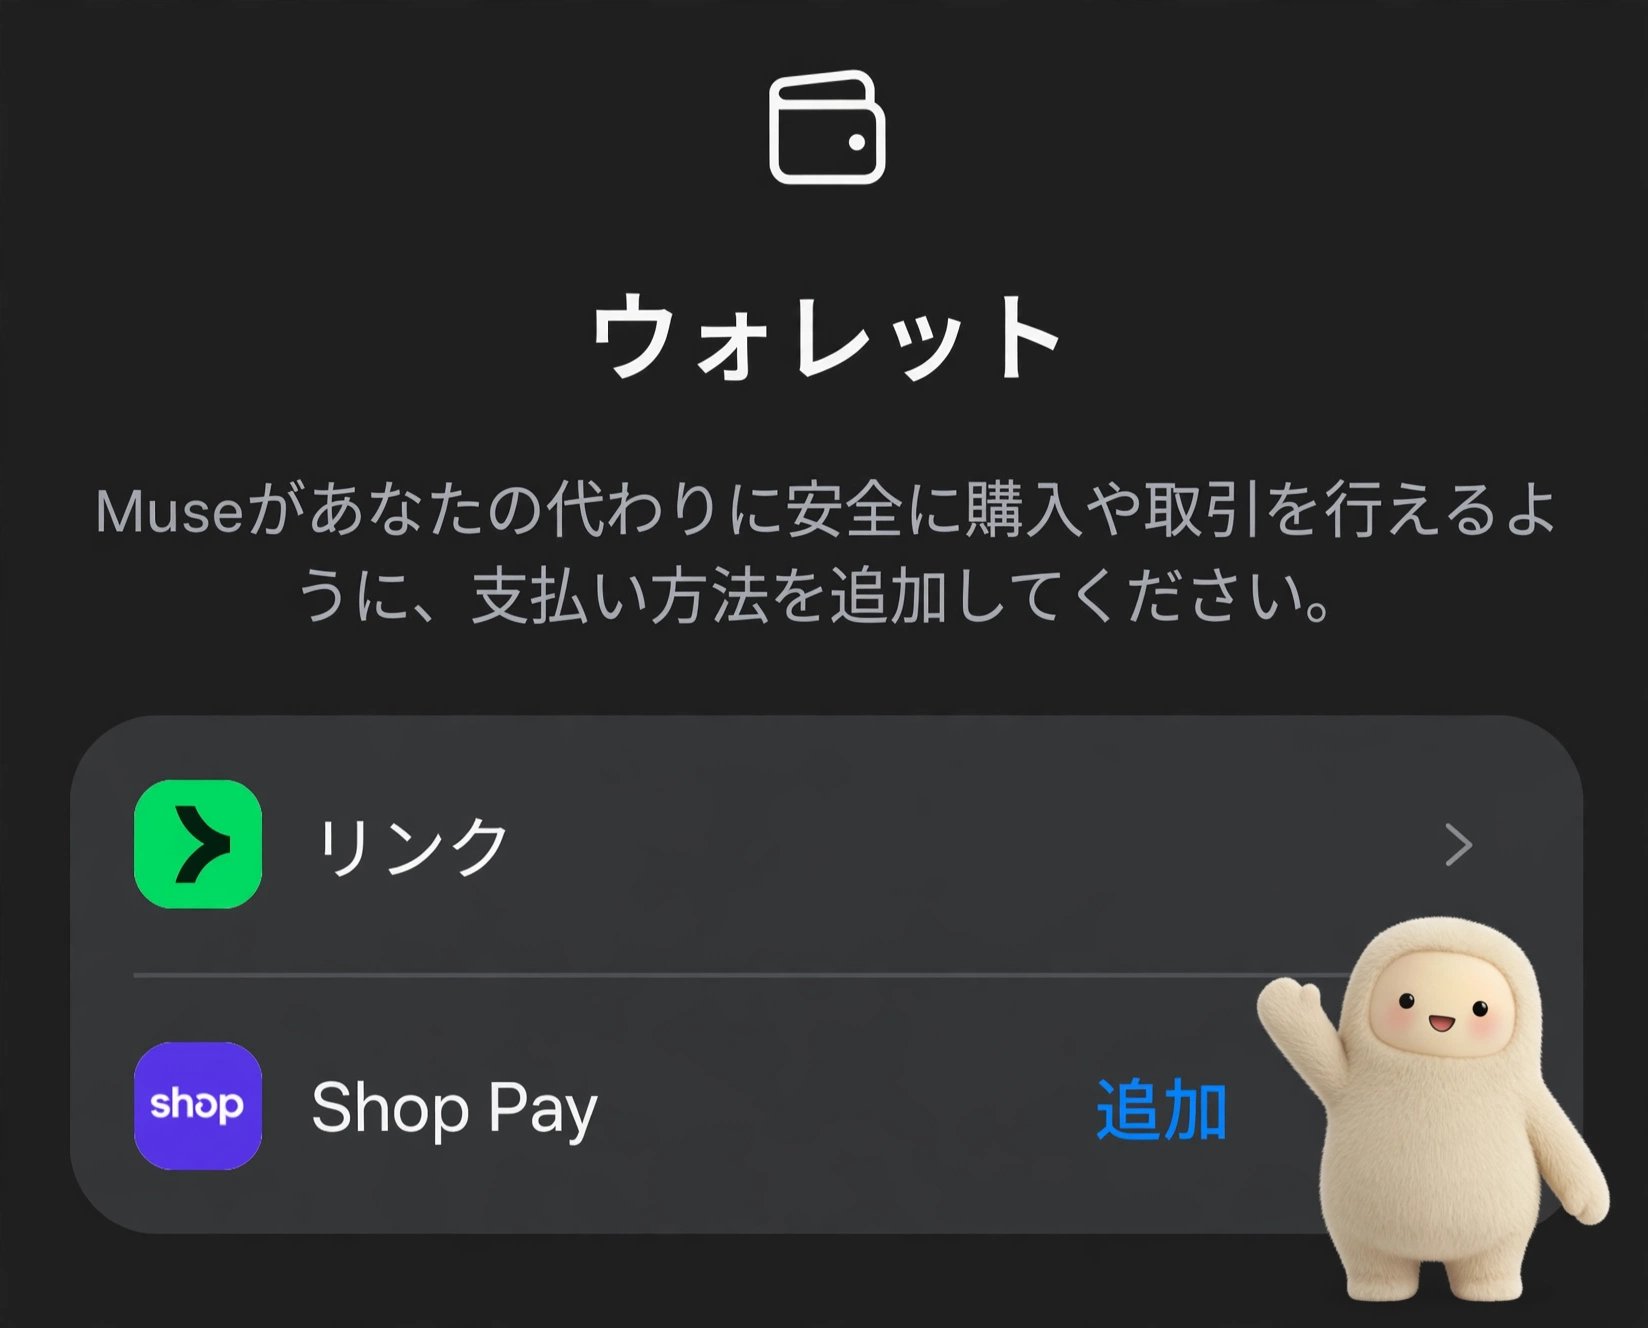 ウォレット
Museがあなたの代わりに安全に購入や取引を行えるよ
うに、支払い方法を追加してください。
リンク
shop
Shop Pay
追加